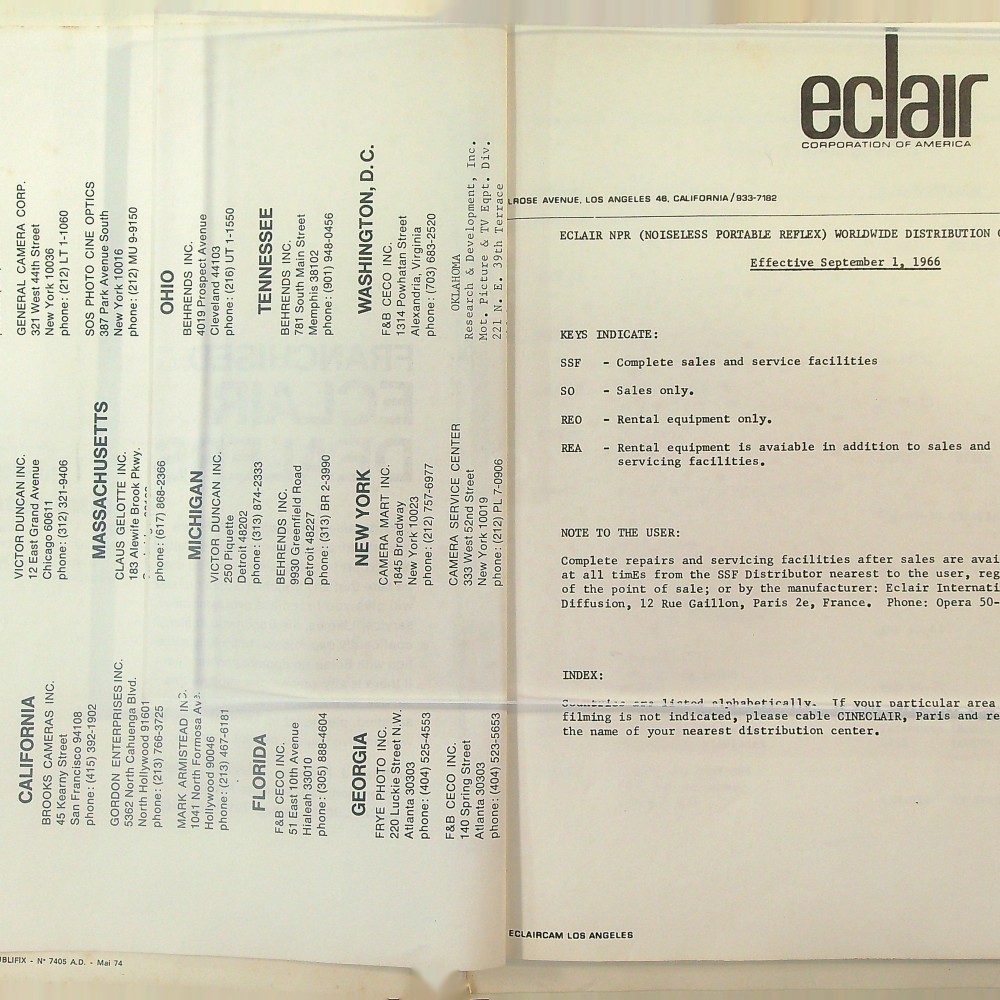 CALIFORNIA
BROOKS CAMERAS INC.
45 Kearny Street
San Francisco 94108
phone: (415) 392-1902
GORDON ENTERPRISES INC.
5362 North Cahuenga Blvd.
North Hollywood 91601
phone: (213) 766-3725
MARK ARMISTEAD INC.
1041 North Formosa Ave.
Hollywood 90046
phone: (213) 467-6181
FLORIDA
F&B CECO INC.
51 East 10th Avenue
Hialeah 33010
phone: (305) 888-4604
GEORGIA
FRYE PHOTO INC.
220 Luckie Street N.W.
Atlanta 30303
phone: (404) 525-4553
F&B CECO INC.
140 Spring Street
Atlanta 30303
phone: (404) 523-5653
VICTOR DUNCAN INC.
12 East Grand Avenue
Chicago 60611
phone: (312) 321-9406
MASSACHUSETTS
CLAUS GELOTTE INC.
183 Alewife Brook Pkwy.
phone: (617) 868-2366
MICHIGAN
VICTOR DUNCAN INC.
250 Piquette
Detroit 48202
phone: (313) 874-2333
BEHRENDS INC.
9930 Greenfield Road
Detroit 48227
phone: (313) BR 2-3990
NEW YORK
CAMERA MART INC.
1845 Broadway
New York 10023
phone: (212) 757-6977
CAMERA SERVICE CENTER
333 West 52nd Street
New York 10019
phone: (212) PL 7-0906
GENERAL CAMERA CORP.
321 West 44th Street
New York 10036
phone: (212) LT 1-1060
SOS PHOTO CINE OPTICS
387 Park Avenue South
New York 10016
phone: (212) MU 9-9150
OHIO
BEHRENDS INC.
4019 Prospect Avenue
Cleveland 44103
phone: (216) UT 1-1550
TENNESSEE
BEHRENDS INC.
781 South Main Street
Memphis 38102
phone: (901) 948-0456
WASHINGTON, D.C.
F&B CECO INC.
1314 Powhatan Street
Alexandria, Virginia
phone: (703) 683-2520
OKLAHOMA
Research & Development, Inc.
Mot. Picture & TV Eqpt. Div.
221 N. E. 39th Terrace
UBLIFIX - N° 7405 A.D. - Mai 74
eclair
CORPORATION OF AMERICA
LROSE AVENUE, LOS ANGELES 46, CALIFORNIA/933-7182
ECLAIR NPR (NOISELESS PORTABLE REFLEX) WORLDWIDE DISTRIBUTION
Effective September 1, 1966
KEYS INDICATE:
SSF - Complete sales and service facilities
SO - Sales only.
REO - Rental equipment only.
REA - Rental equipment is avaiable in addition to sales and
servicing facilities.
NOTE TO THE USER:
Complete repairs and servicing facilities after sales are avai
at all timEs from the SSF Distributor nearest to the user, reg
of the point of sale; or by the manufacturer: Eclair Internati
Diffusion, 12 Rue Gaillon, Paris 2e, France. Phone: Opera 50-
INDEX:
Countries are listed alphabetically. If your particular area
filming is not indicated, please cable CINECLAIR, Paris and re
the name of your nearest distribution center.
ECLAIRCAM LOS ANGELES